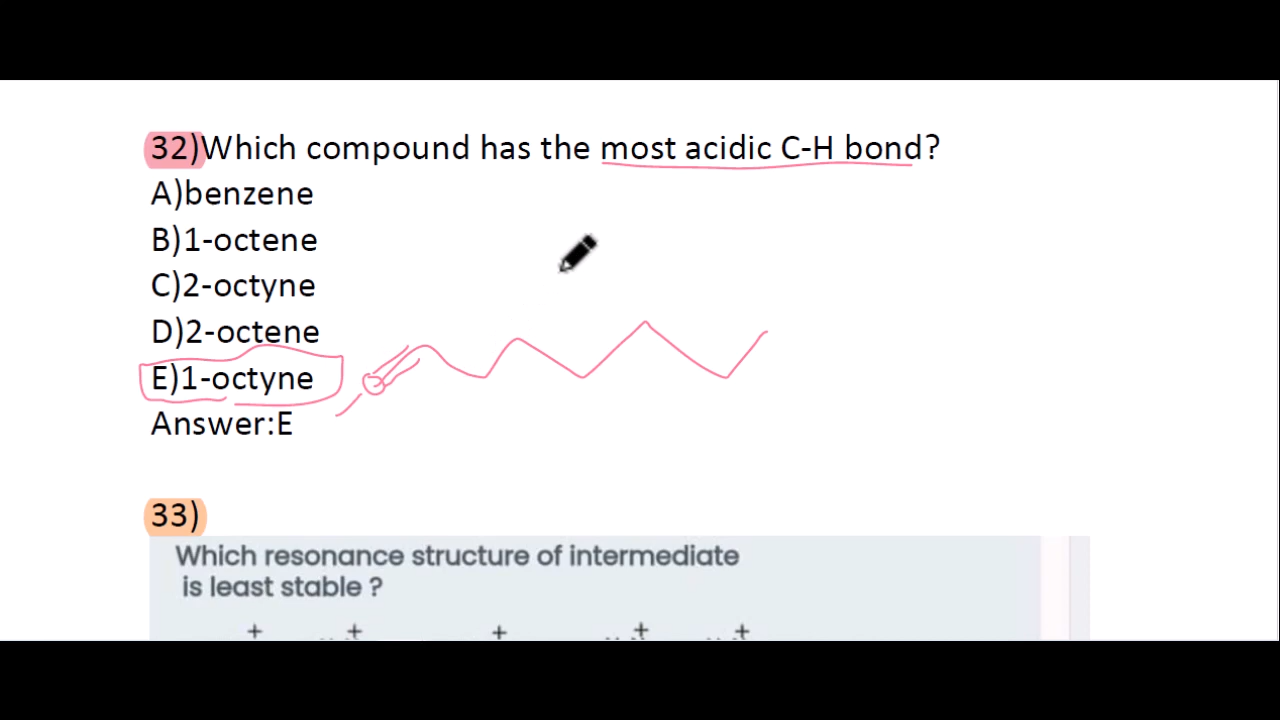 32)Which compound has the most acidic C-H bond?
A)benzene
B)1-octene
C)2-octyne
D)2-octene
E)1-octyne
Answer:E
33)
Which resonance structure of intermediate
is least stable ?
+ + + + +